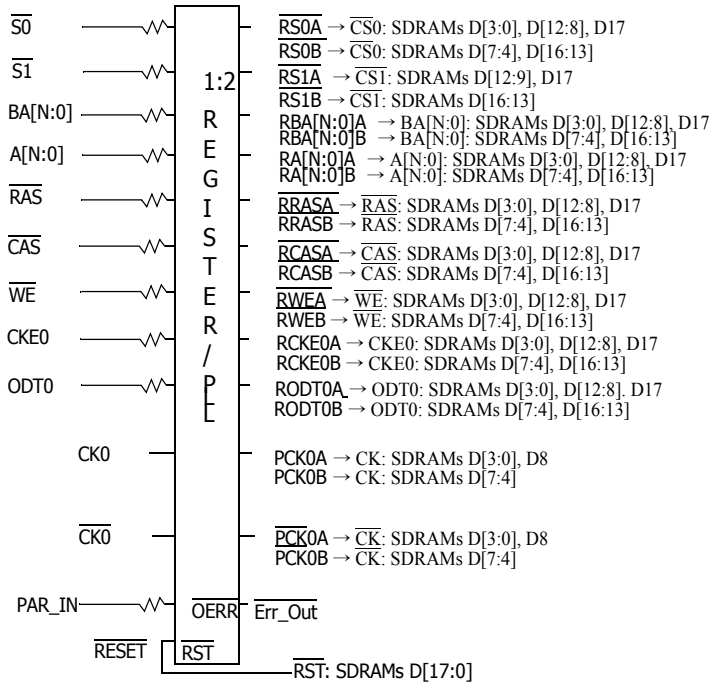 S0
RS0A → CS0: SDRAMs D[3:0], D[12:8], D17
RS0B → CS0: SDRAMs D[7:4], D[16:13]
S1
1:2
RS1A → CS1: SDRAMs D[12:9], D17
RS1B → CS1: SDRAMs D[16:13]
BA[N:0]
RBA[N:0]A → BA[N:0]: SDRAMs D[3:0], D[12:8], D17
RBA[N:0]B → BA[N:0]: SDRAMs D[7:4], D[16:13]
A[N:0]
RA[N:0]A → A[N:0]: SDRAMs D[3:0], D[12:8], D17
RA[N:0]B → A[N:0]: SDRAMs D[7:4], D[16:13]
RAS
RRASA → RAS: SDRAMs D[3:0], D[12:8], D17
RRASB → RAS: SDRAMs D[7:4], D[16:13]
CAS
RCASA → CAS: SDRAMs D[3:0], D[12:8], D17
RCASB → CAS: SDRAMs D[7:4], D[16:13]
WE
RWEA → WE: SDRAMs D[3:0], D[12:8], D17
RWEB → WE: SDRAMs D[7:4], D[16:13]
CKE0
RCKE0A → CKE0: SDRAMs D[3:0], D[12:8], D17
RCKE0B → CKE0: SDRAMs D[7:4], D[16:13]
ODT0
RODT0A → ODT0: SDRAMs D[3:0], D[12:8]. D17
RODT0B → ODT0: SDRAMs D[7:4], D[16:13]
R
E
G
I
S
T
E
R
/
P
L
L
CK0
PCK0A → CK: SDRAMs D[3:0], D8
PCK0B → CK: SDRAMs D[7:4]
CK0
PCK0A → CK: SDRAMs D[3:0], D8
PCK0B → CK: SDRAMs D[7:4]
PAR_IN
OERR
Err_Out
RESET
RST
RST: SDRAMs D[17:0]